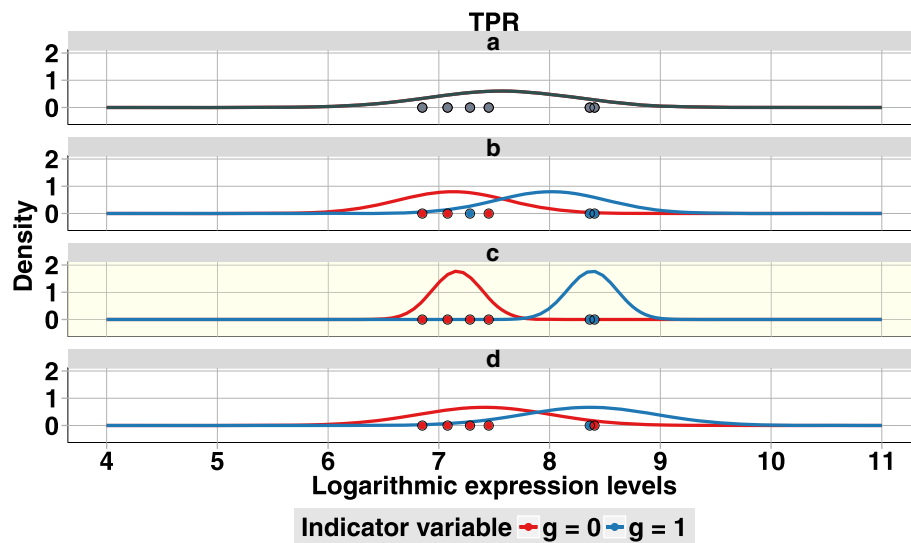 TPR
a
2
1
0
b
2
1
0
c
2
1
0
d
2
1
0
Density
4 5 6 7 8 9 10 11
Logarithmic expression levels
Indicator variable g = 0 g = 1